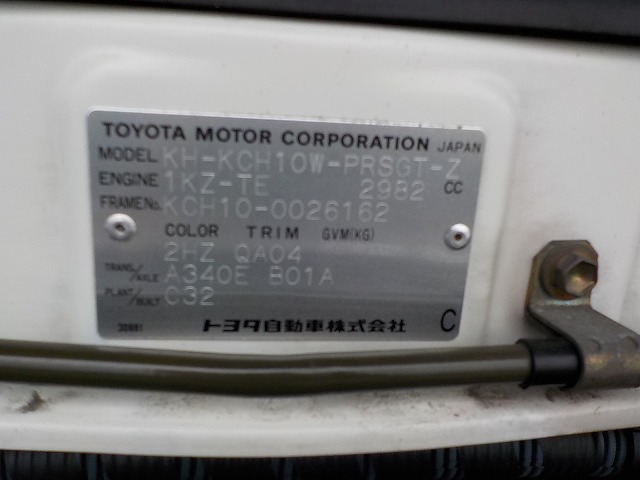 TOYOTA MOTOR CORPORATION JAPAN
MODEL KH-KCH10W-PRSGT-Z
ENGINE 1KZ-TE 2982 CC
FRAME No. KCH10-0026162
COLOR TRIM GVM(KG)
2HZ QA04
TRANS/AXLE A340E B01A
PLANT/BUILT C32
30881 トヨタ自動車株式会社 C